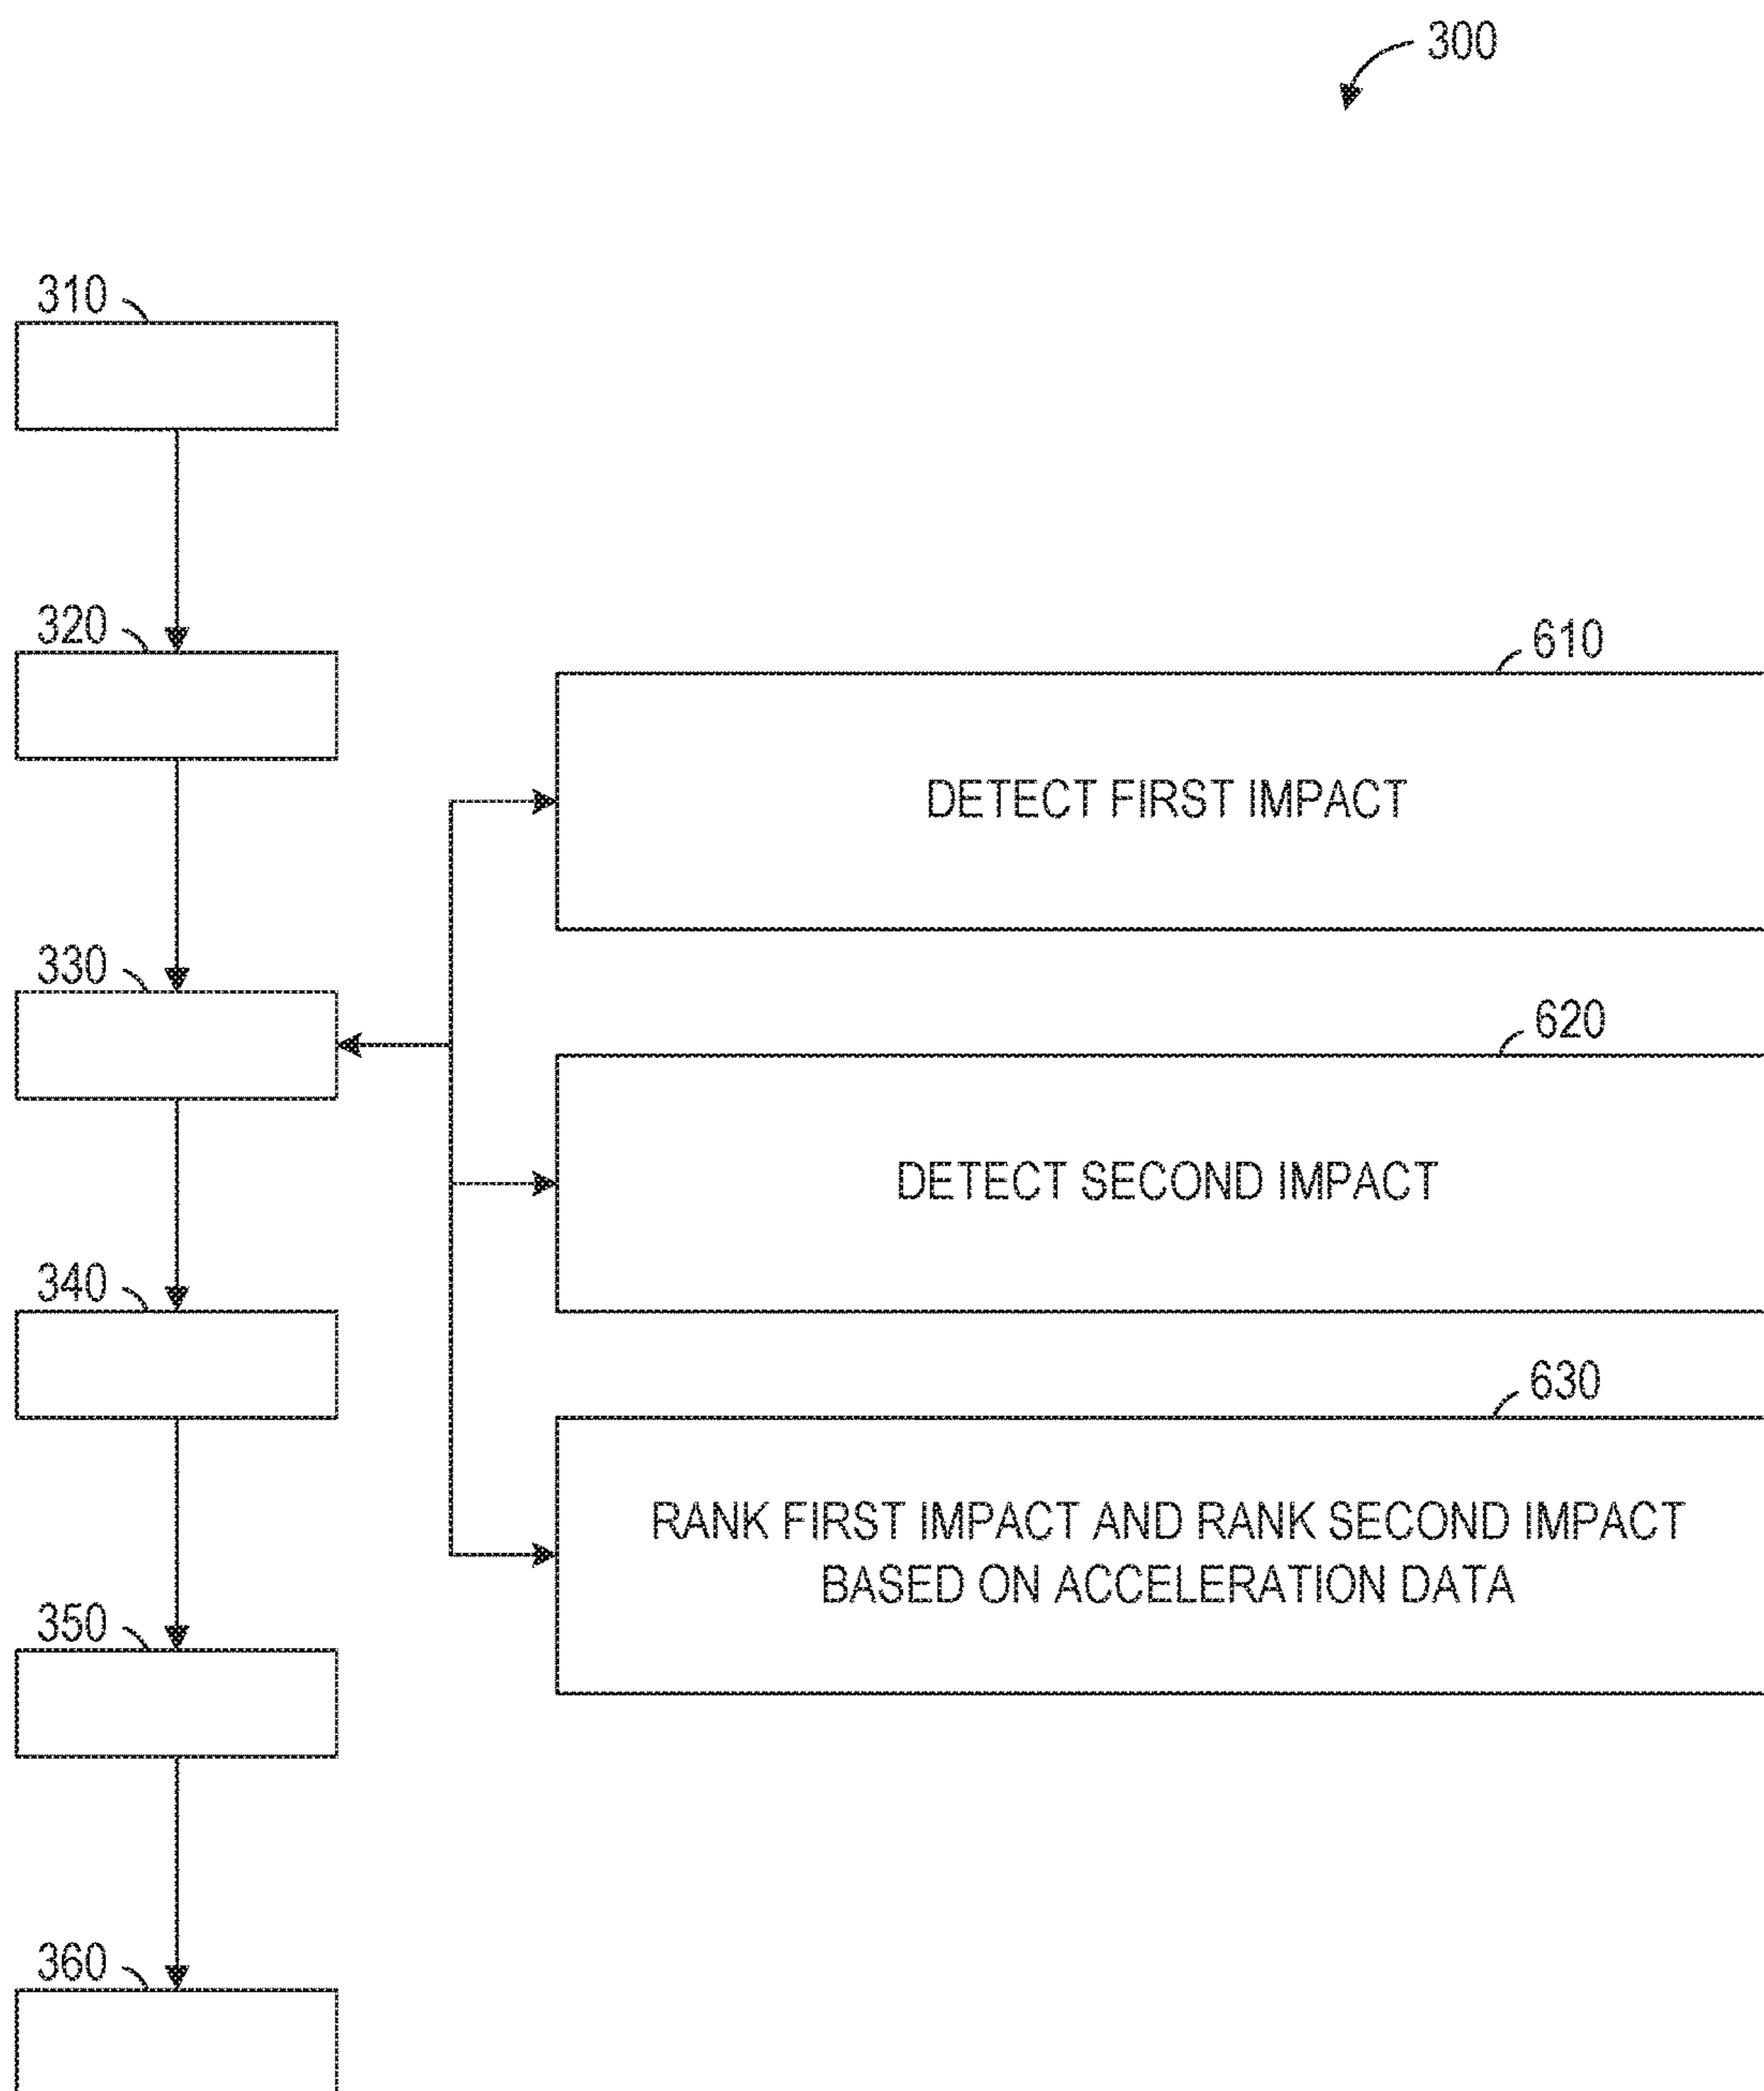 300
310
320
610
DETECT FIRST IMPACT
330
620
DETECT SECOND IMPACT
340
630
RANK FIRST IMPACT AND RANK SECOND IMPACT
BASED ON ACCELERATION DATA
350
360